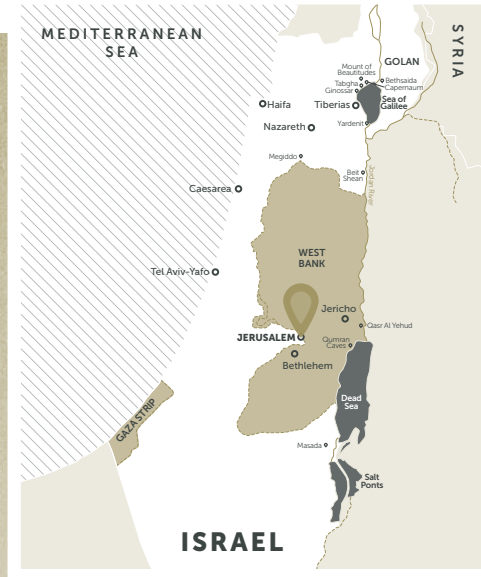 MEDITERRANEAN
SEA
SYRIA
GOLAN
Mount of
Beatitudes
Tabgha
Ginossar
Bethsaida
Capernaum
Haifa
Tiberias
Sea of
Galilee
Nazareth
Yardenit
Megiddo
Beit
Shean
Jordan River
Caesarea
WEST
BANK
Tel Aviv-Yafo
Jericho
Qasr Al Yehud
JERUSALEM
Qumran
Caves
Bethlehem
Dead
Sea
GAZA STRIP
Masada
Salt
Ponts
ISRAEL